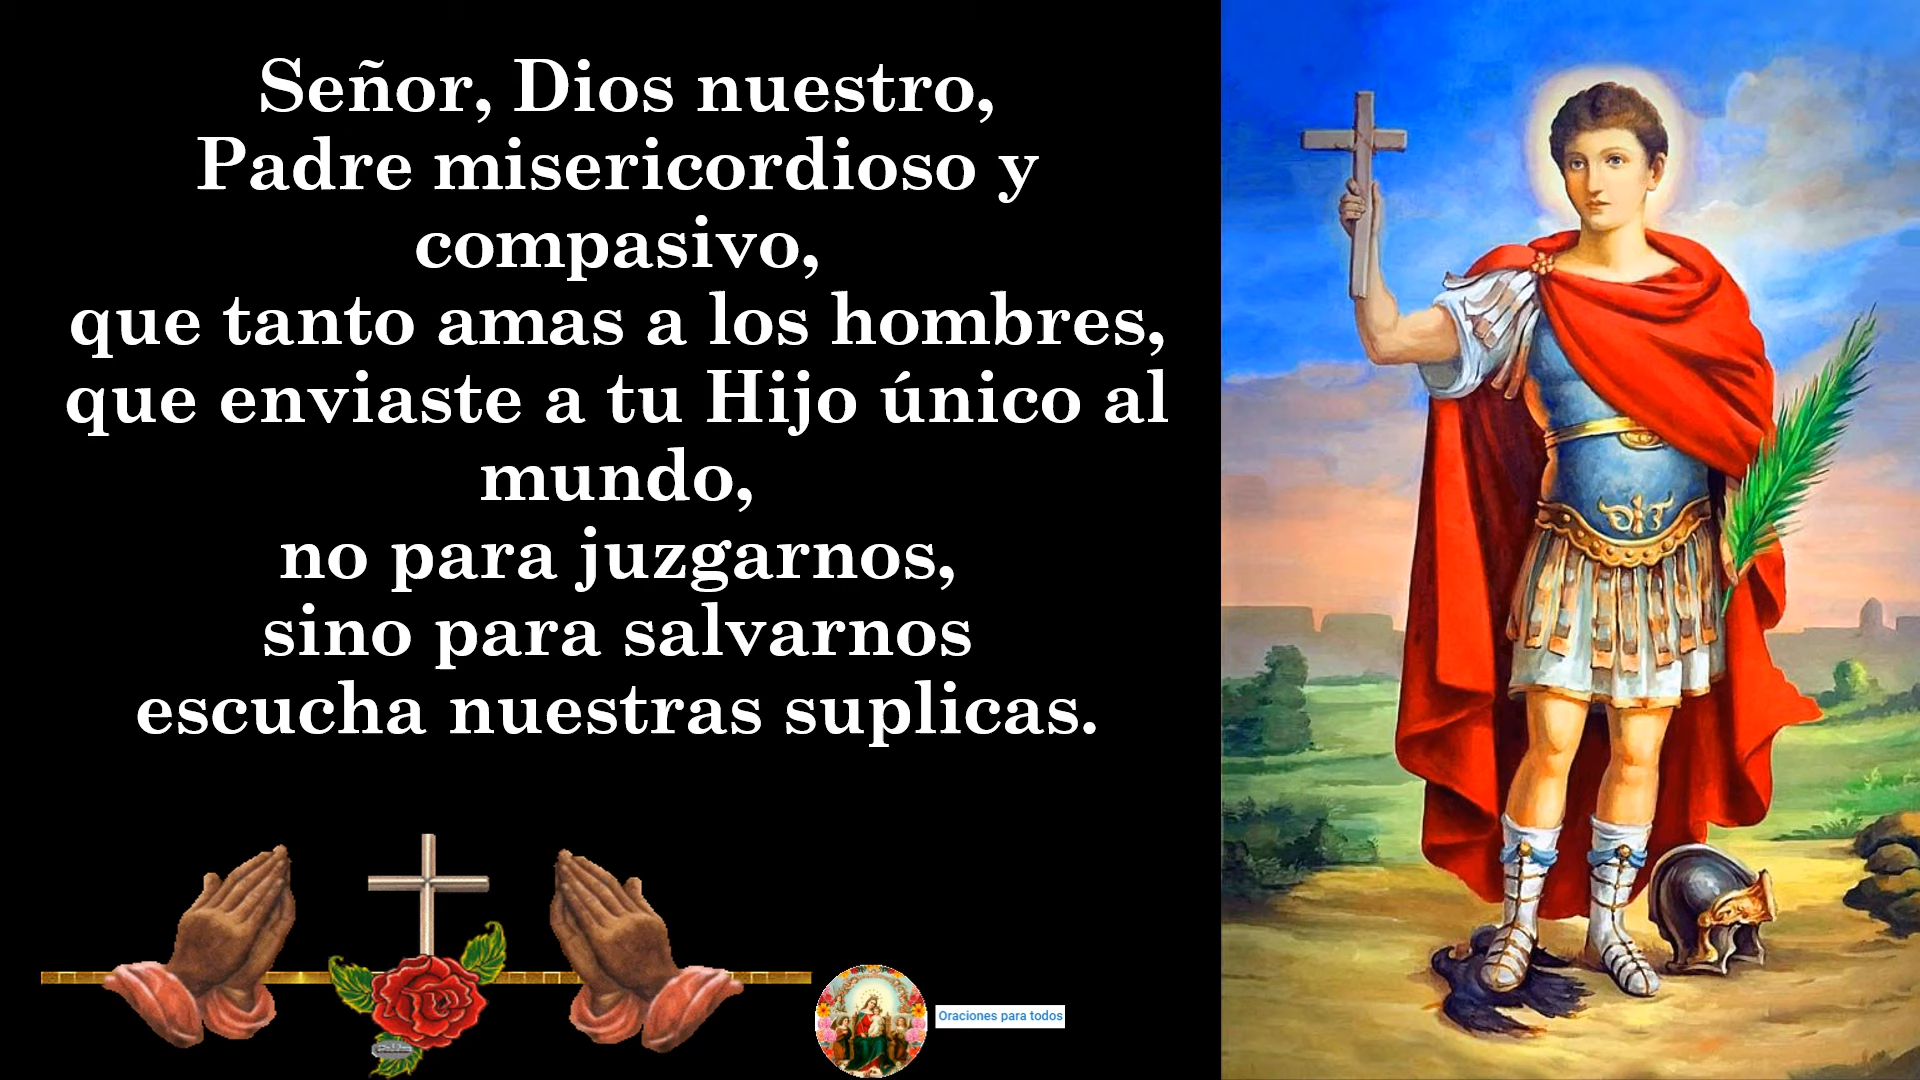 Señor, Dios nuestro,
Padre misericordioso y
compasivo,
que tanto amas a los hombres,
que enviaste a tu Hijo único al
mundo,
no para juzgarnos,
sino para salvarnos
escucha nuestras suplicas.
Oraciones para todos